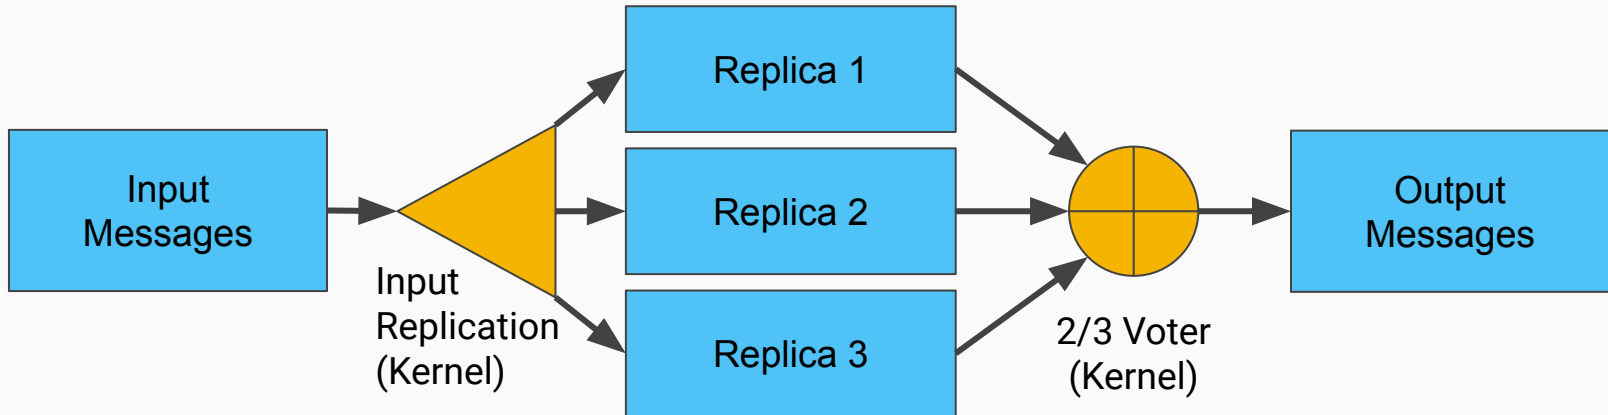 Input
Messages
Input
Replication
(Kernel)
Replica 1
Replica 2
Replica 3
2/3 Voter
(Kernel)
Output
Messages